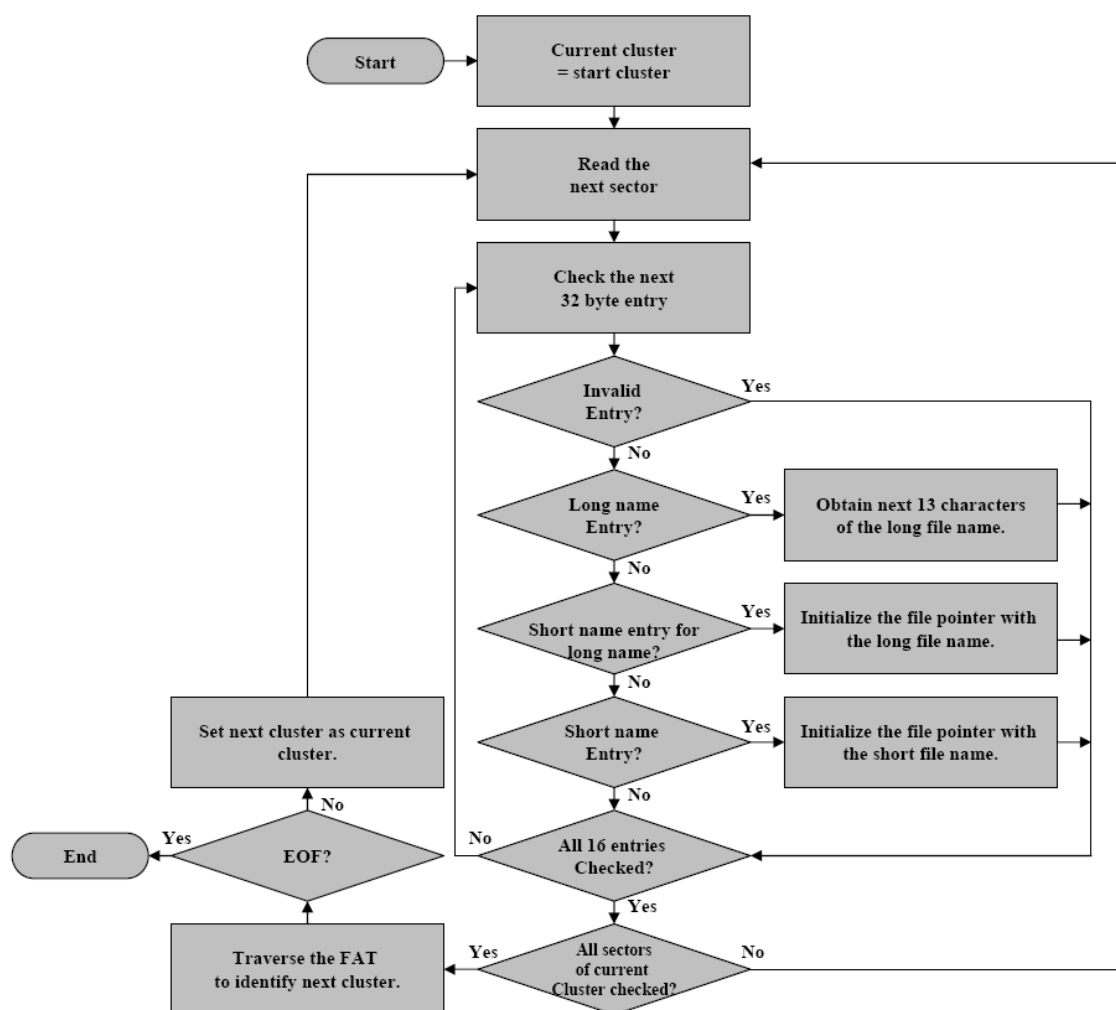 Start
Current cluster
= start cluster
Read the
next sector
Check the next
32 byte entry
Invalid
Entry?
Yes
No
Long name
Entry?
Yes
Obtain next 13 characters
of the long file name.
No
Short name entry for
long name?
Yes
Initialize the file pointer with
the long file name.
No
Short name
Entry?
Yes
Initialize the file pointer with
the short file name.
No
All 16 entries
Checked?
No
Yes
All sectors
of current
Cluster checked?
No
Yes
Traverse the FAT
to identify next cluster.
EOF?
Yes
End
No
Set next cluster as current
cluster.